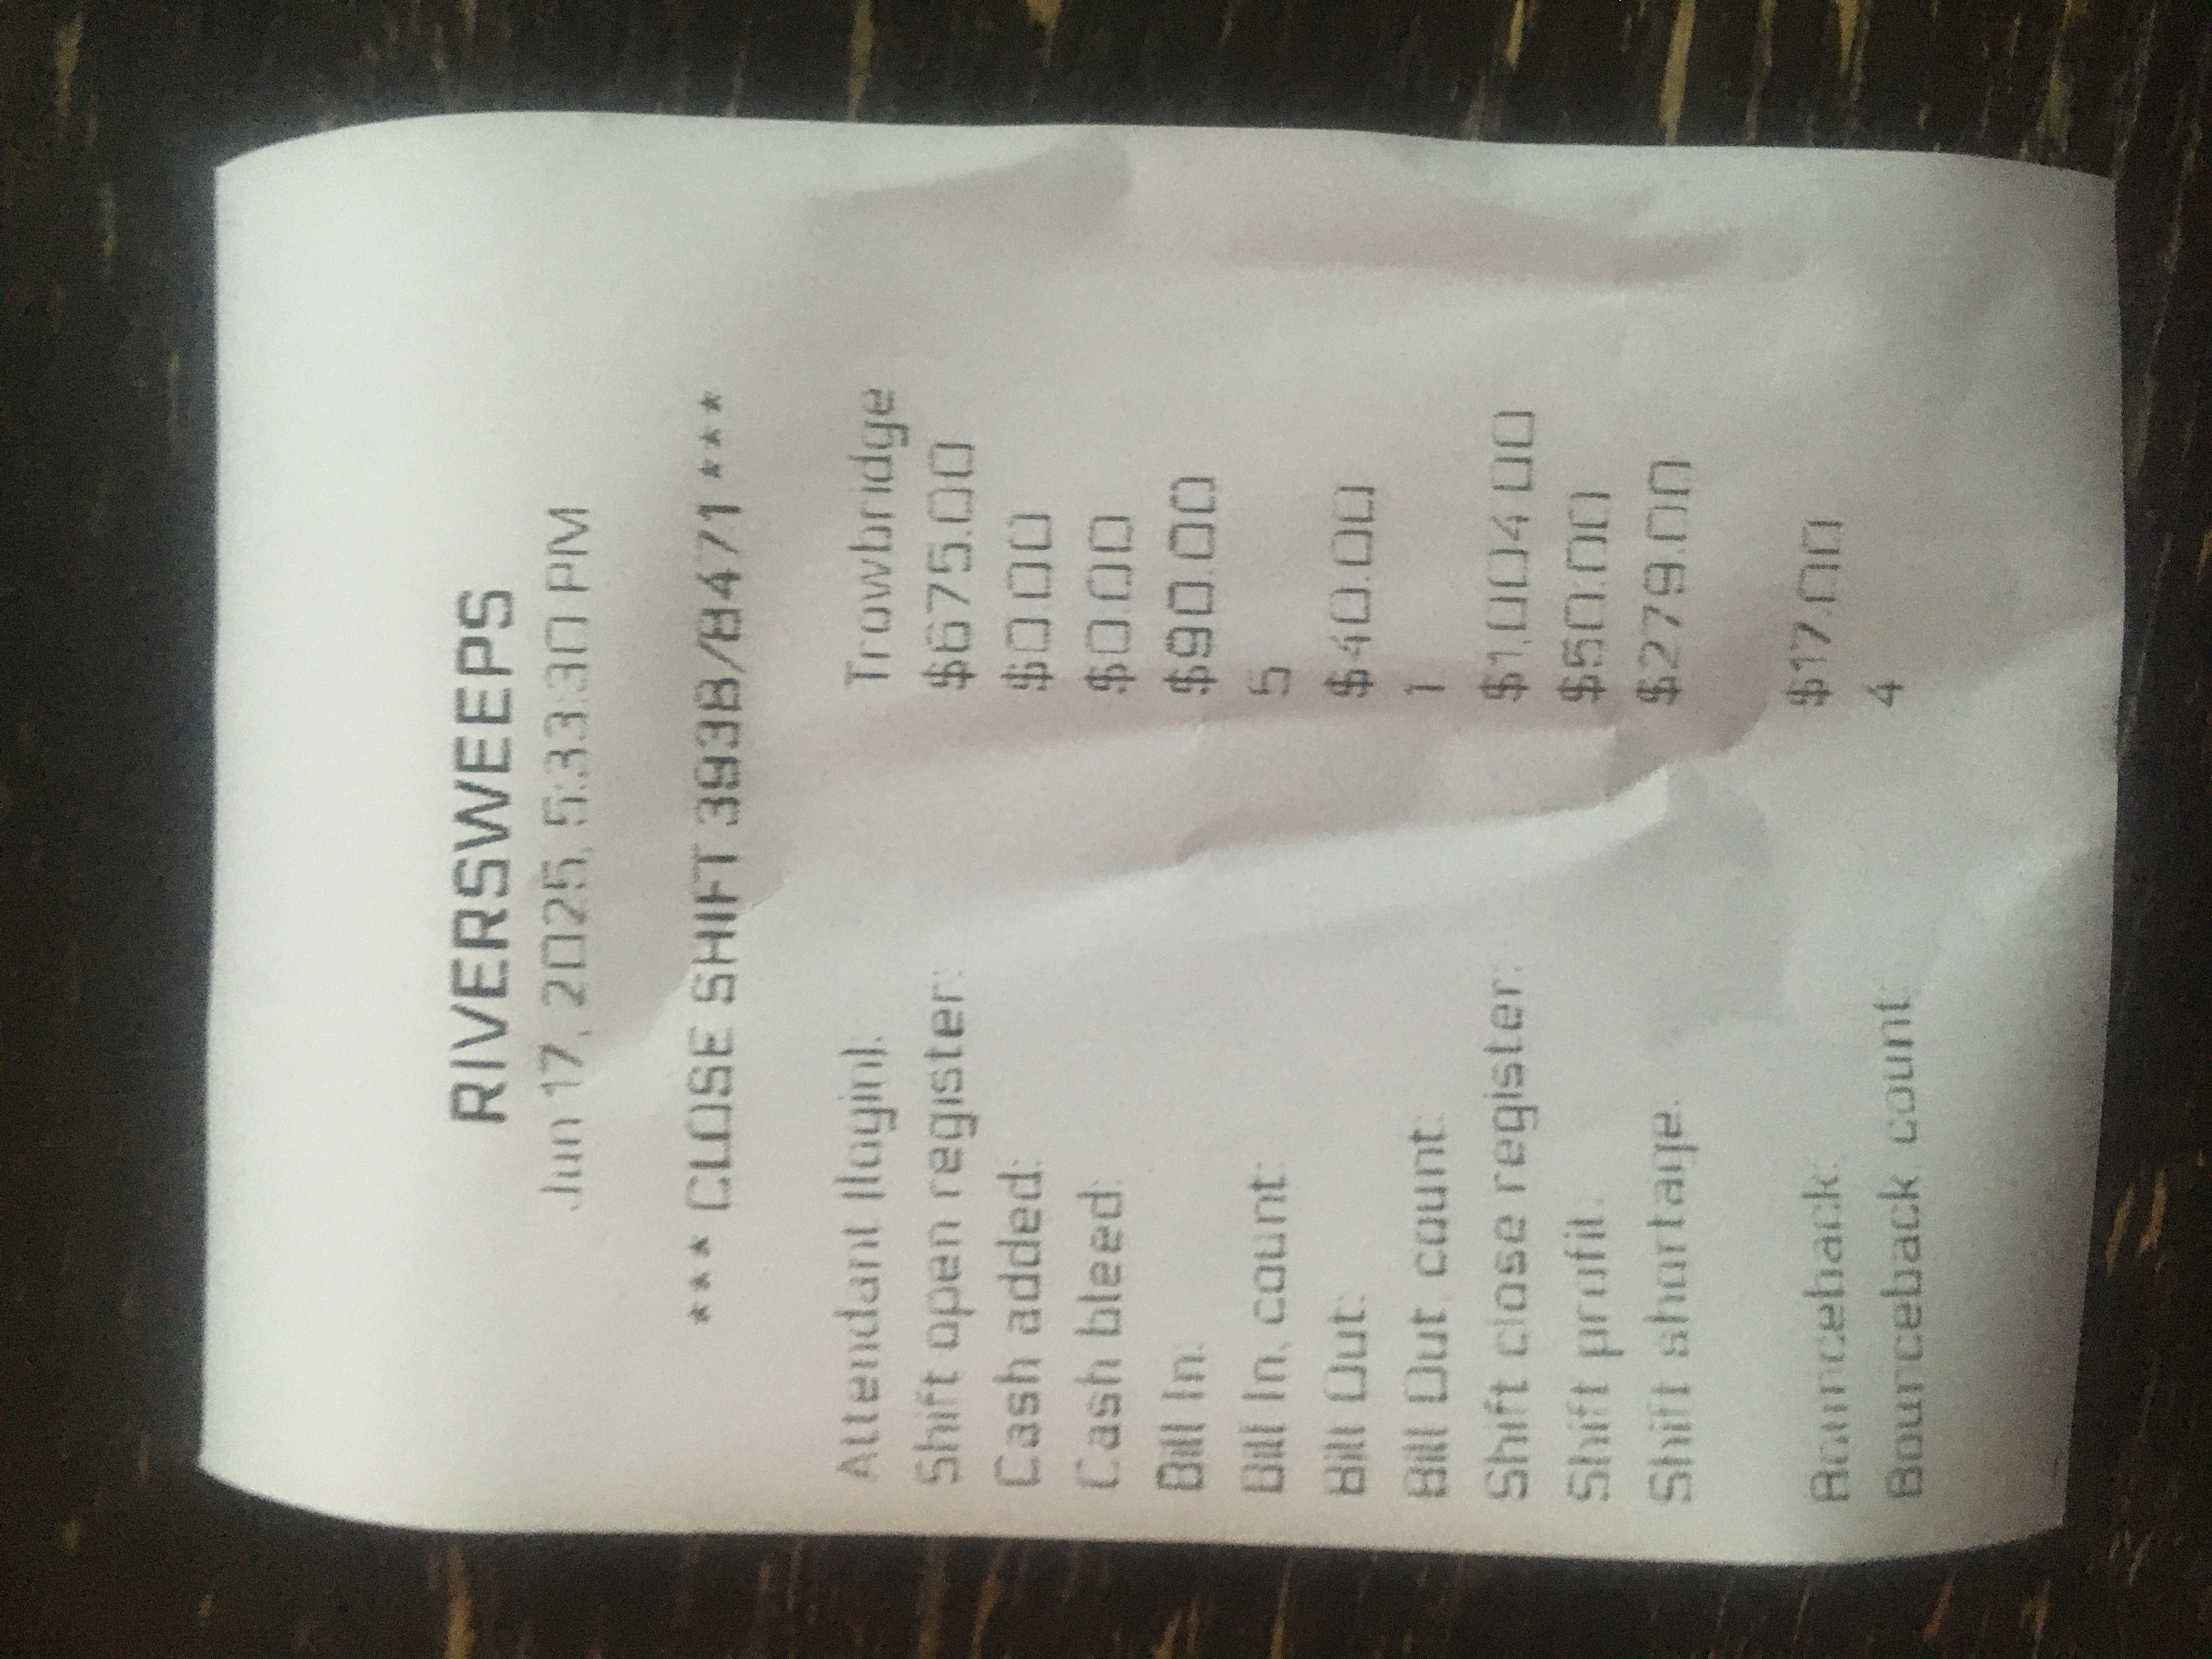 RIVERSWEEPS
Jun 17, 2025, 5:33:30 PM
*** CLOSE SHIFT 3938/8471 ***
Attendant (login): Trowbridge
Shift open register: $675.00
Cash added: $0.00
Cash bleed: $0.00
Bill In: $90.00
Bill In, count: 5
Bill Out: $40.00
Bill Out, count: 1
Shift close register: $1,004.00
Shift profit: $50.00
Shift shortage: $279.00
Bounceback: $17.00
Bounceback, count: 4